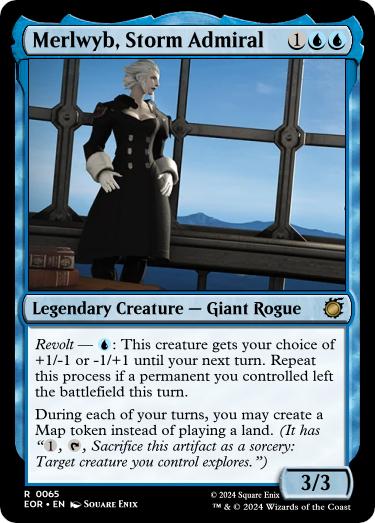 Merlwyb, Storm Admiral 1
Legendary Creature — Giant Rogue
Revolt — : This creature gets your choice of
+1/-1 or -1/+1 until your next turn. Repeat
this process if a permanent you controlled left
the battlefield this turn.
During each of your turns, you may create a
Map token instead of playing a land. (It has
“1, , Sacrifice this artifact as a sorcery:
Target creature you control explores.”)
3/3
R 0065
EOR • EN SQUARE ENIX
© 2024 Square Enix
™ & © 2024 Wizards of the Coast